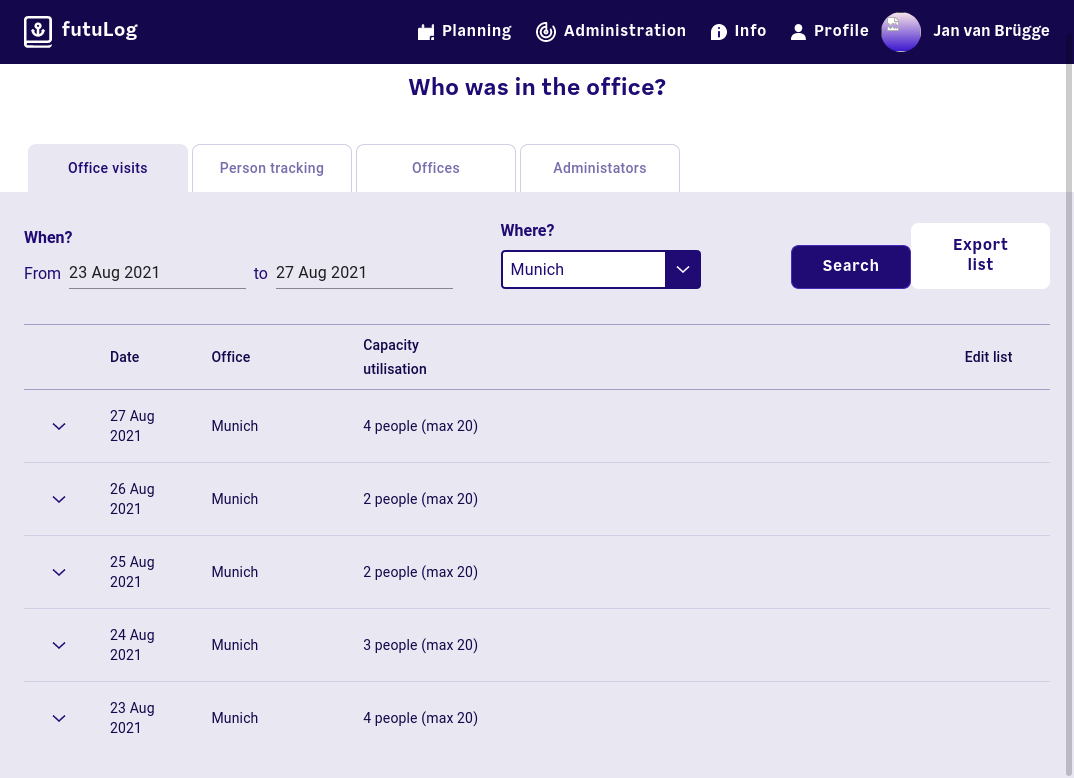 futuLog
Planning
Administration
Info
Profile
Jan van Brügge
Who was in the office?
Office visits
Person tracking
Offices
Administators
When?
From 23 Aug 2021 to 27 Aug 2021
Where?
Munich
Search
Export
list
Date
Office
Capacity
utilisation
Edit list
27 Aug
2021
Munich
4 people (max 20)
26 Aug
2021
Munich
2 people (max 20)
25 Aug
2021
Munich
2 people (max 20)
24 Aug
2021
Munich
3 people (max 20)
23 Aug
2021
Munich
4 people (max 20)